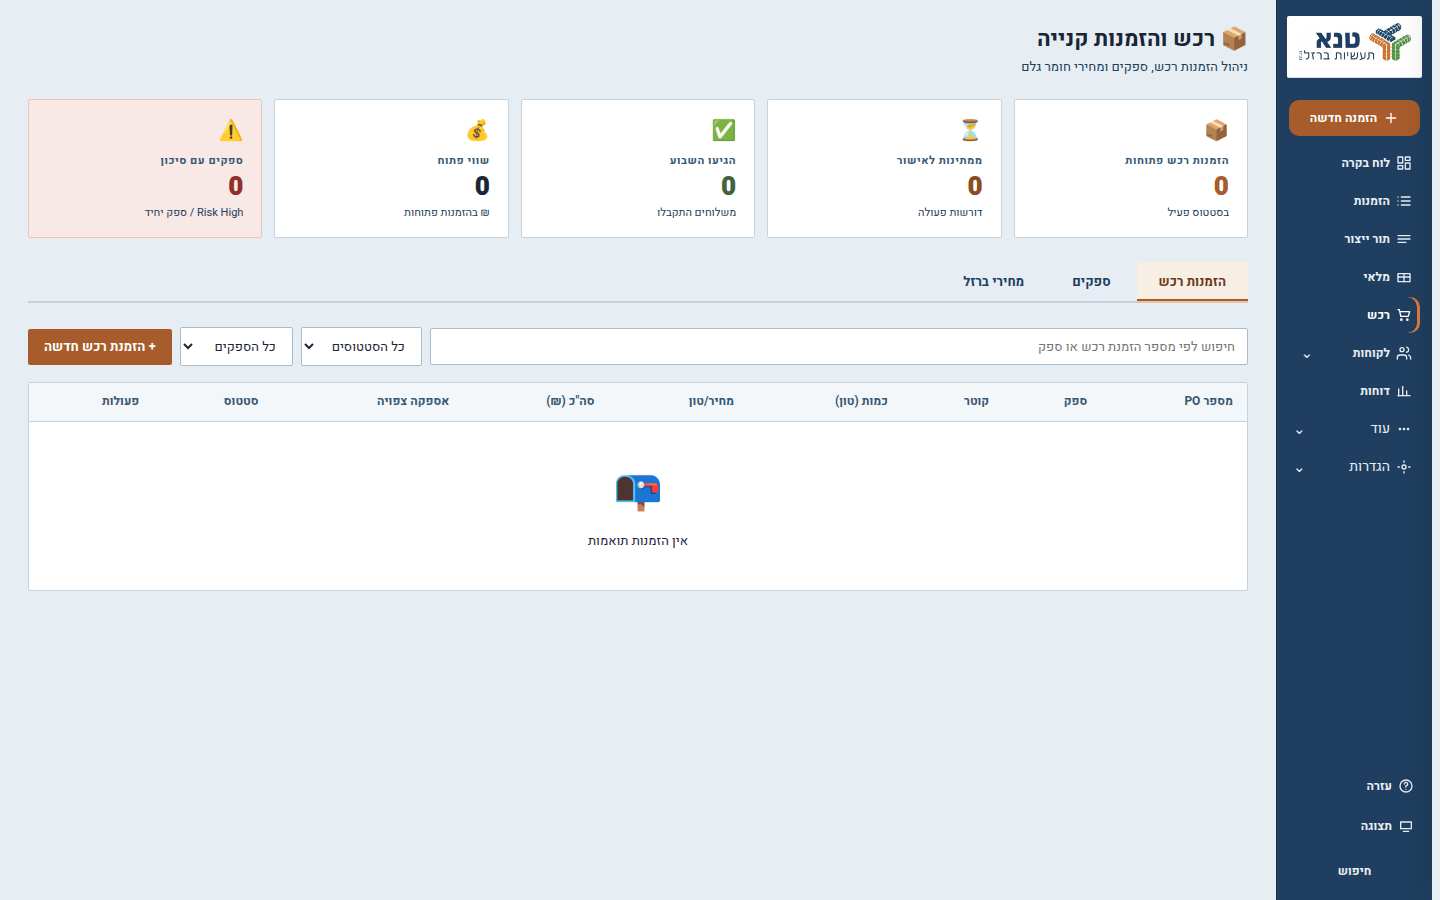 טנא
תעשיות ברזל
הזמנה חדשה
לוח בקרה
הזמנות
תור ייצור
מלאי
רכש
לקוחות
דוחות
עוד
הגדרות
עזרה
תצוגה
חיפוש
📦 רכש והזמנות קנייה
ניהול הזמנות רכש, ספקים ומחירי חומר גלם
הזמנות רכש פתוחות
0
בסטטוס פעיל
ממתינות לאישור
0
דורשות פעולה
הגיעו השבוע
0
משלוחים התקבלו
שווי פתוח
0
₪ בהזמנות פתוחות
ספקים עם סיכון
0
Risk High / ספק יחיד
הזמנות רכש
ספקים
מחירי ברזל
חיפוש לפי מספר הזמנת רכש או ספק
כל הסטטוסים
כל הספקים
+ הזמנת רכש חדשה
מספר PO
ספק
קוטר
כמות (טון)
מחיר/טון
סה"כ (₪)
אספקה צפויה
סטטוס
פעולות
אין הזמנות תואמות